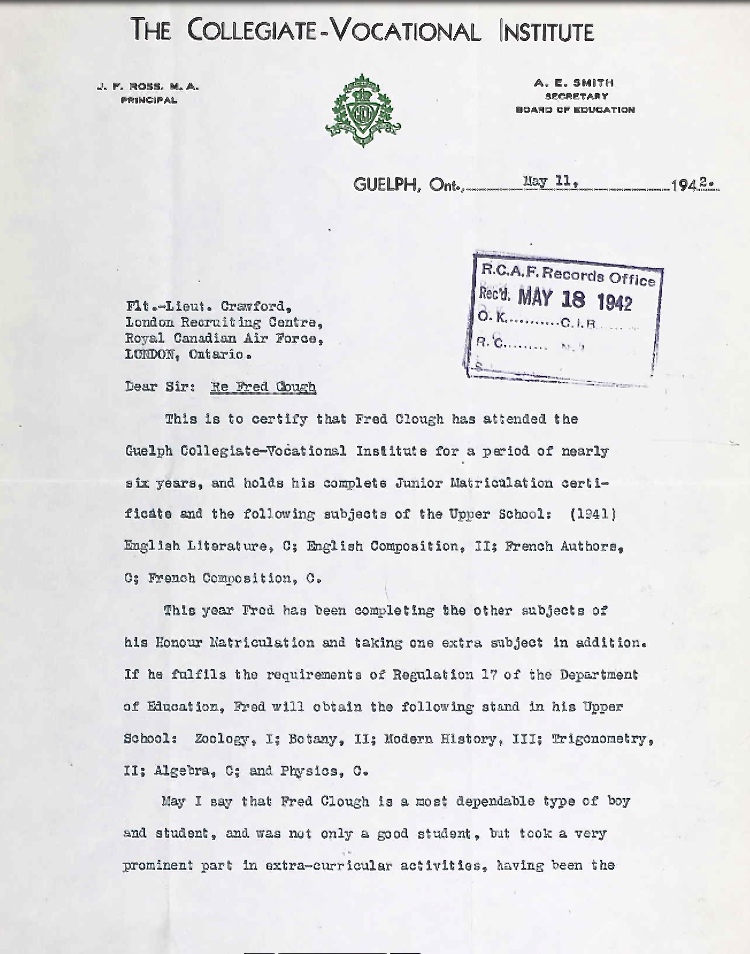 THE COLLEGIATE-VOCATIONAL INSTITUTE
J. F. ROSS, M. A.
PRINCIPAL
A. E. SMITH
SECRETARY
BOARD OF EDUCATION
GUELPH, Ont., May 11, 1942.
R.C.A.F. Records Office
Rec'd. MAY 18 1942
O.K..........C.I.R......
R.C.........
S
Flt.-Lieut. Crawford,
London Recruiting Centre,
Royal Canadian Air Force,
LONDON, Ontario.
Dear Sir: Re Fred Clough
This is to certify that Fred Clough has attended the
Guelph Collegiate-Vocational Institute for a period of nearly
six years, and holds his complete Junior Matriculation certi-
ficate and the following subjects of the Upper School: (1941)
English Literature, C; English Composition, II; French Authors,
C; French Composition, C.
This year Fred has been completing the other subjects of
his Honour Matriculation and taking one extra subject in addition.
If he fulfils the requirements of Regulation 17 of the Department
of Education, Fred will obtain the following stand in his Upper
School: Zoology, I; Botany, II; Modern History, III; Trigonometry,
II; Algebra, C; and Physics, C.
May I say that Fred Clough is a most dependable type of boy
and student, and was not only a good student, but took a very
prominent part in extra-curricular activities, having been the